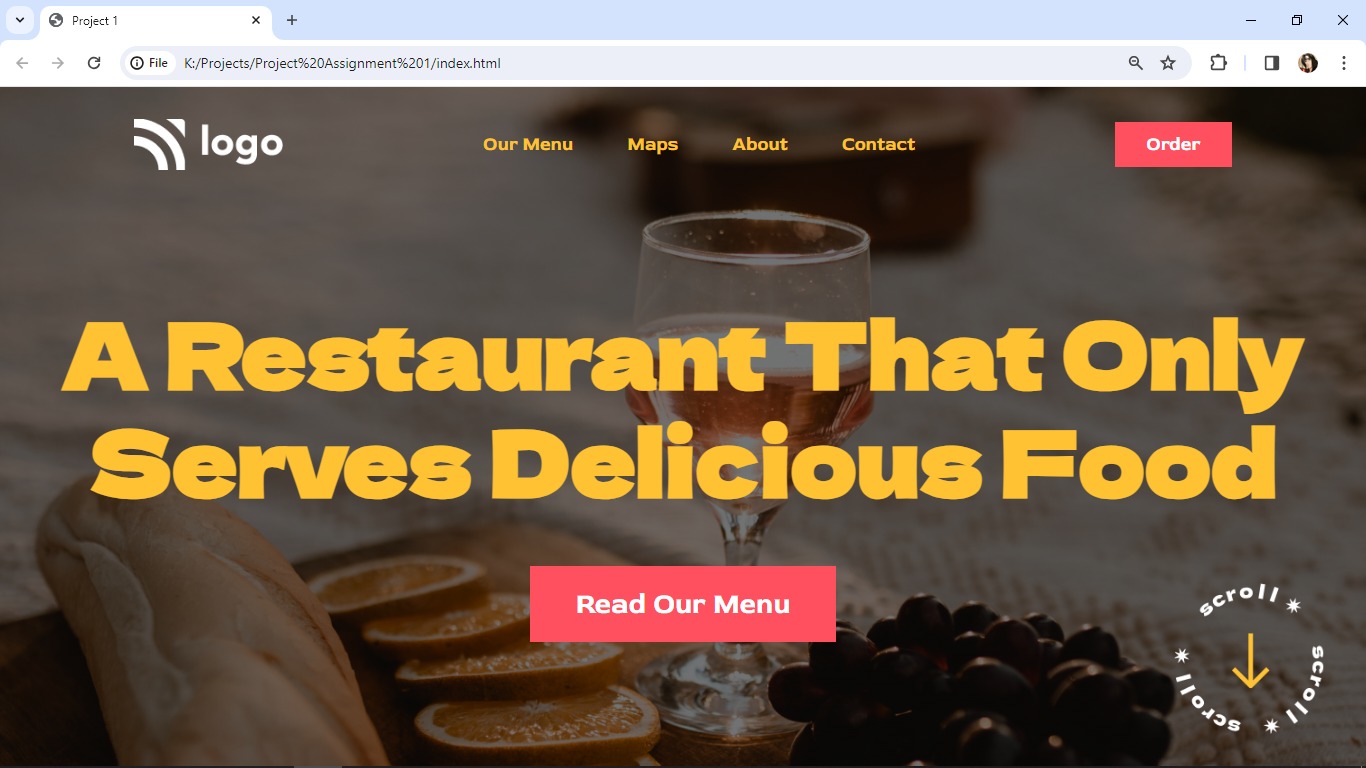 Project 1
File K:/Projects/Project%20Assignment%201/index.html
logo Our Menu Maps About Contact Order
A Restaurant That Only
Serves Delicious Food
Read Our Menu
scroll
scroll
scroll